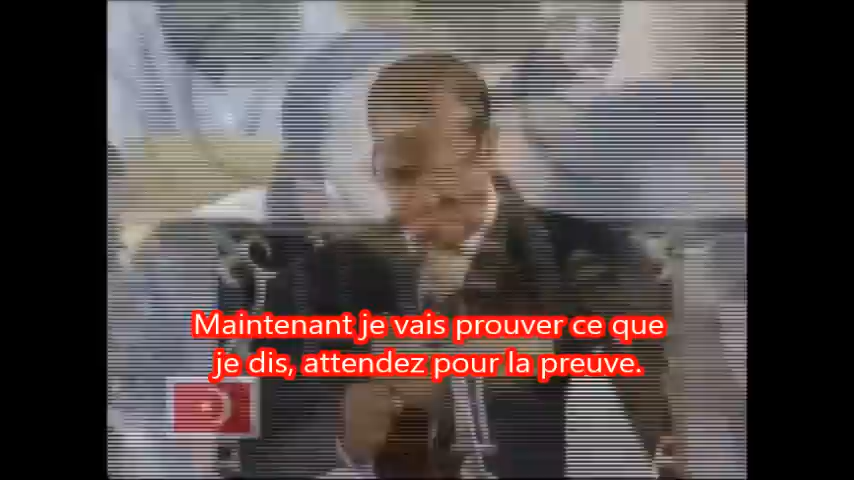 Maintenant je vais prouver ce que
je dis, attendez pour la preuve.